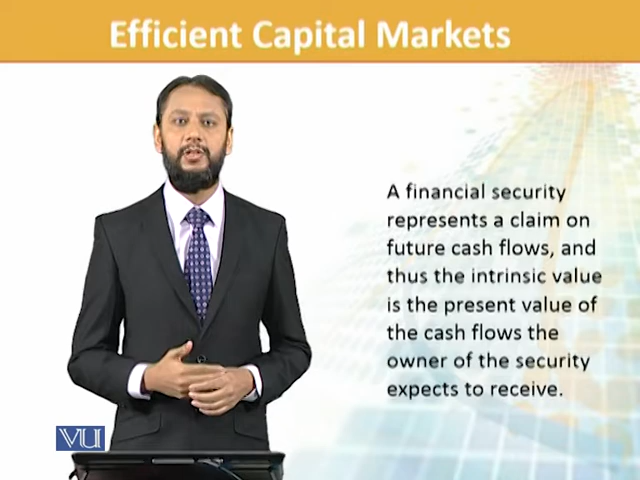 Efficient Capital Markets
A financial security
represents a claim on
future cash flows, and
thus the intrinsic value
is the present value of
the cash flows the
owner of the security
expects to receive.
VU